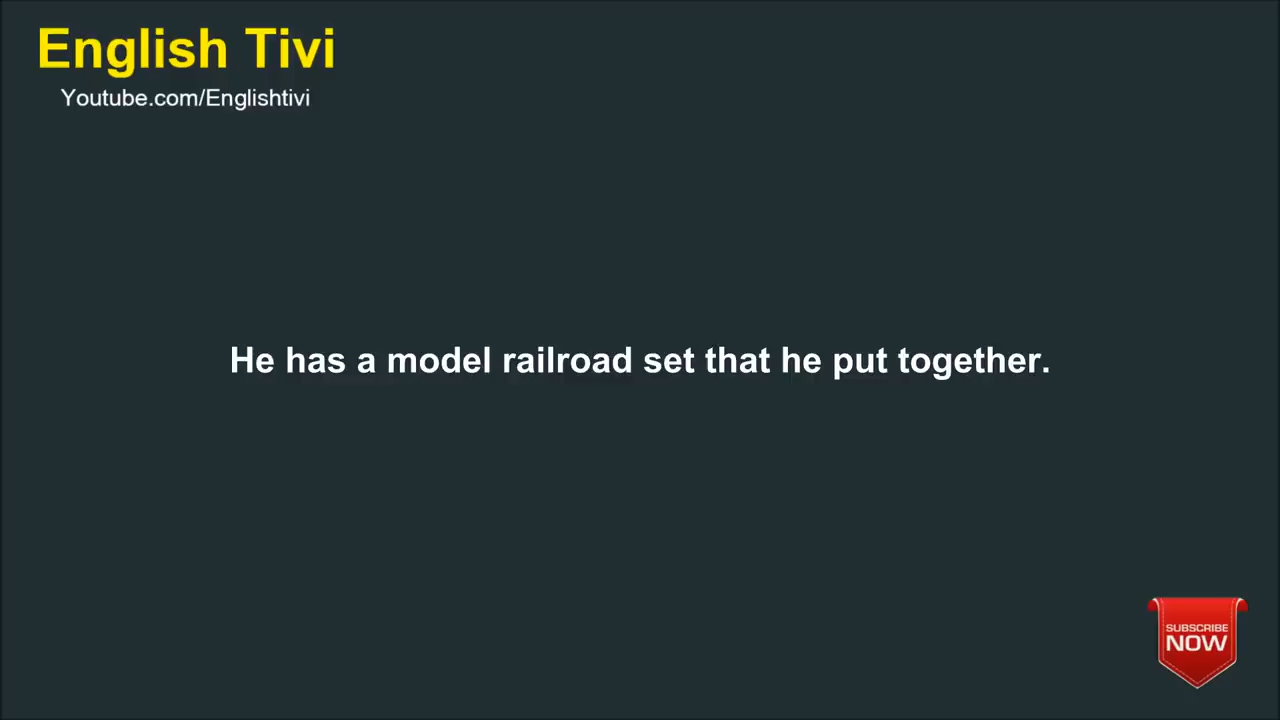 English Tivi
Youtube.com/Englishtivi
He has a model railroad set that he put together.
SUBSCRIBE
NOW